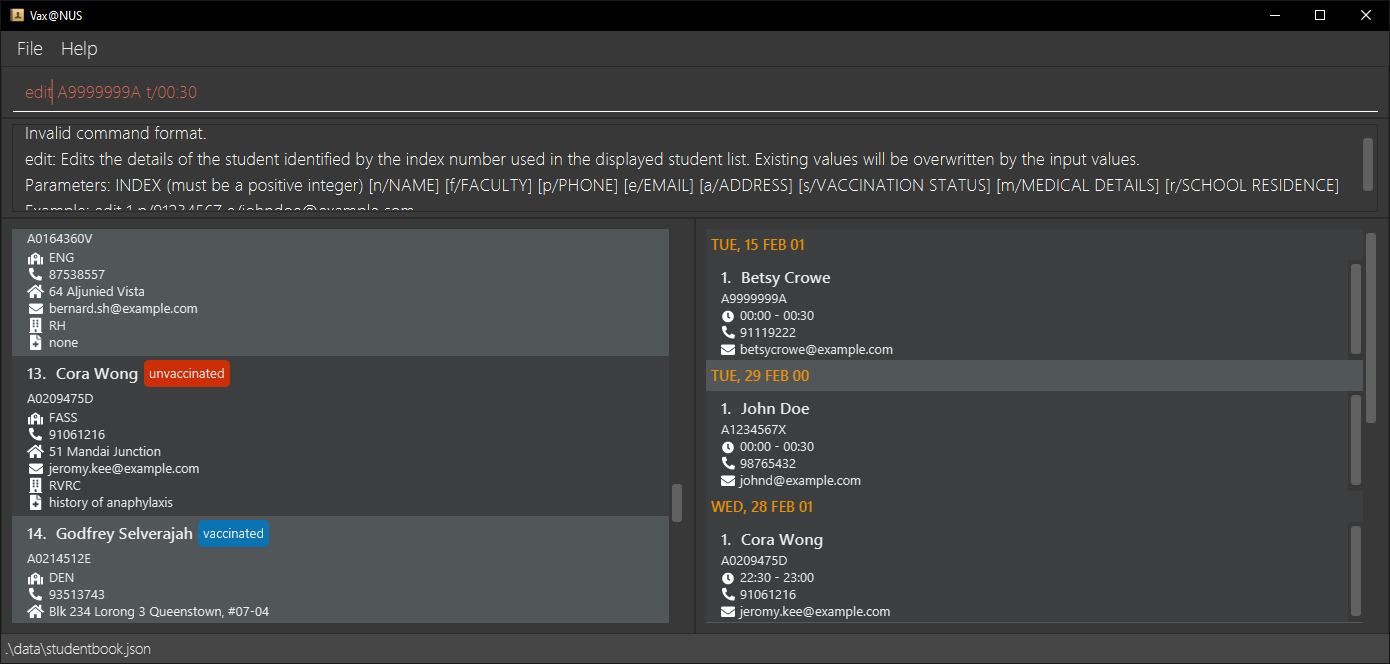 Vax@NUS
File Help
edit A9999999A t/00:30
Invalid command format.
edit: Edits the details of the student identified by the index number used in the displayed student list. Existing values will be overwritten by the input values.
Parameters: INDEX (must be a positive integer) [n/NAME] [f/FACULTY] [p/PHONE] [e/EMAIL] [a/ADDRESS] [s/VACCINATION STATUS] [m/MEDICAL DETAILS] [r/SCHOOL RESIDENCE]
Example: edit 1 p/91234567 e/johndoe@example.com
A0164360V
ENG
87538557
64 Aljunied Vista
bernard.sh@example.com
RH
none
13. Cora Wong unvaccinated
A0209475D
FASS
91061216
51 Mandai Junction
jeromy.kee@example.com
RVRC
history of anaphylaxis
14. Godfrey Selverajah vaccinated
A0214512E
DEN
93513743
Blk 234 Lorong 3 Queenstown, #07-04
TUE, 15 FEB 01
1. Betsy Crowe
A9999999A
00:00 - 00:30
91119222
betsycrowe@example.com
TUE, 29 FEB 00
1. John Doe
A1234567X
00:00 - 00:30
98765432
johnd@example.com
WED, 28 FEB 01
1. Cora Wong
A0209475D
22:30 - 23:00
91061216
jeromy.kee@example.com
.\data\studentbook.json